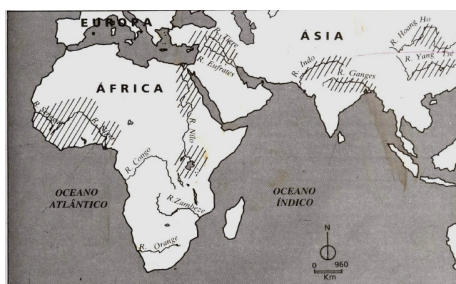 EUROPA
ÁSIA
R. Hoang Ho
R. Tigre
R. Yang Tsé
R. Eufrates
R. Indo
R. Ganges
ÁFRICA
R. Nilo
R. Congo
OCEANO
ATLÂNTICO
OCEANO
ÍNDICO
R. Zambeze
R. Orange
N
0 960
Km